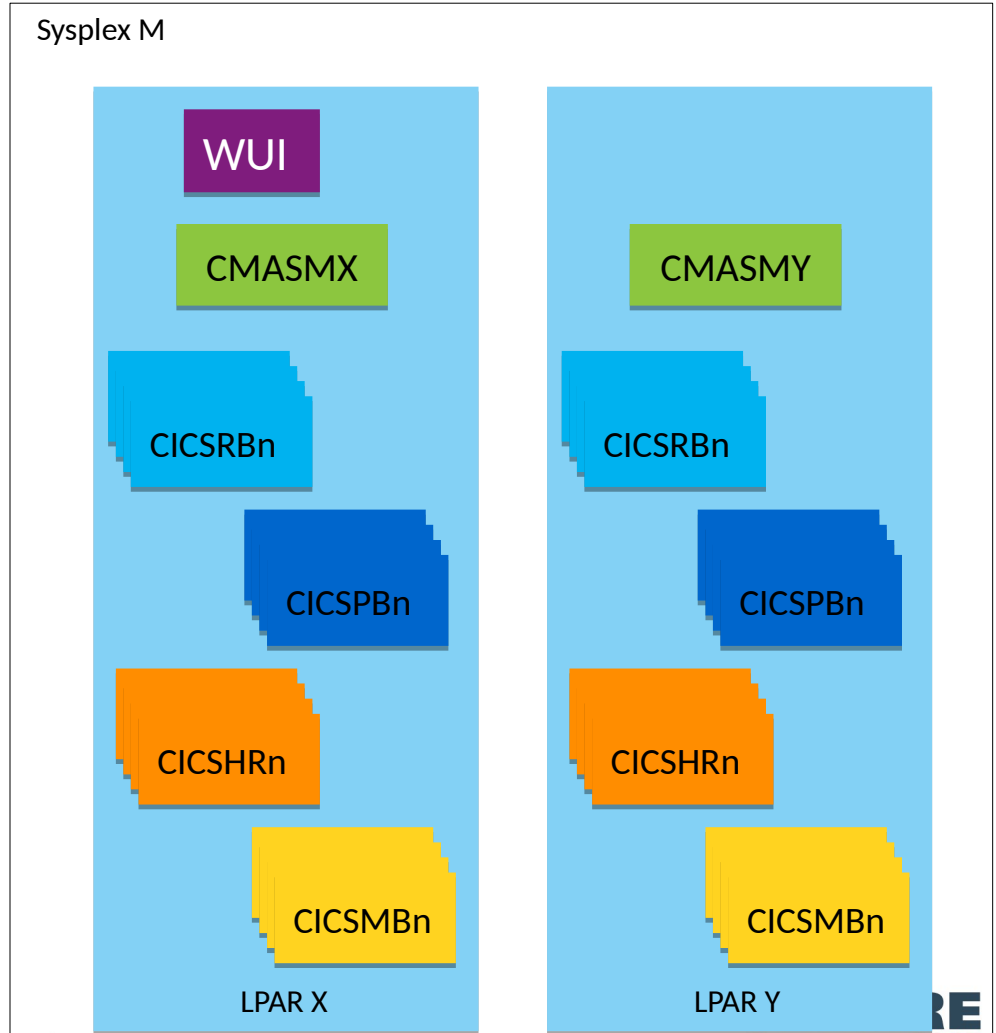 Sysplex M
WUI
CMASMX
CICSRBn
CICSPBn
CICSHRn
CICSMBn
LPAR X
CMASMY
CICSRBn
CICSPBn
CICSHRn
CICSMBn
LPAR Y